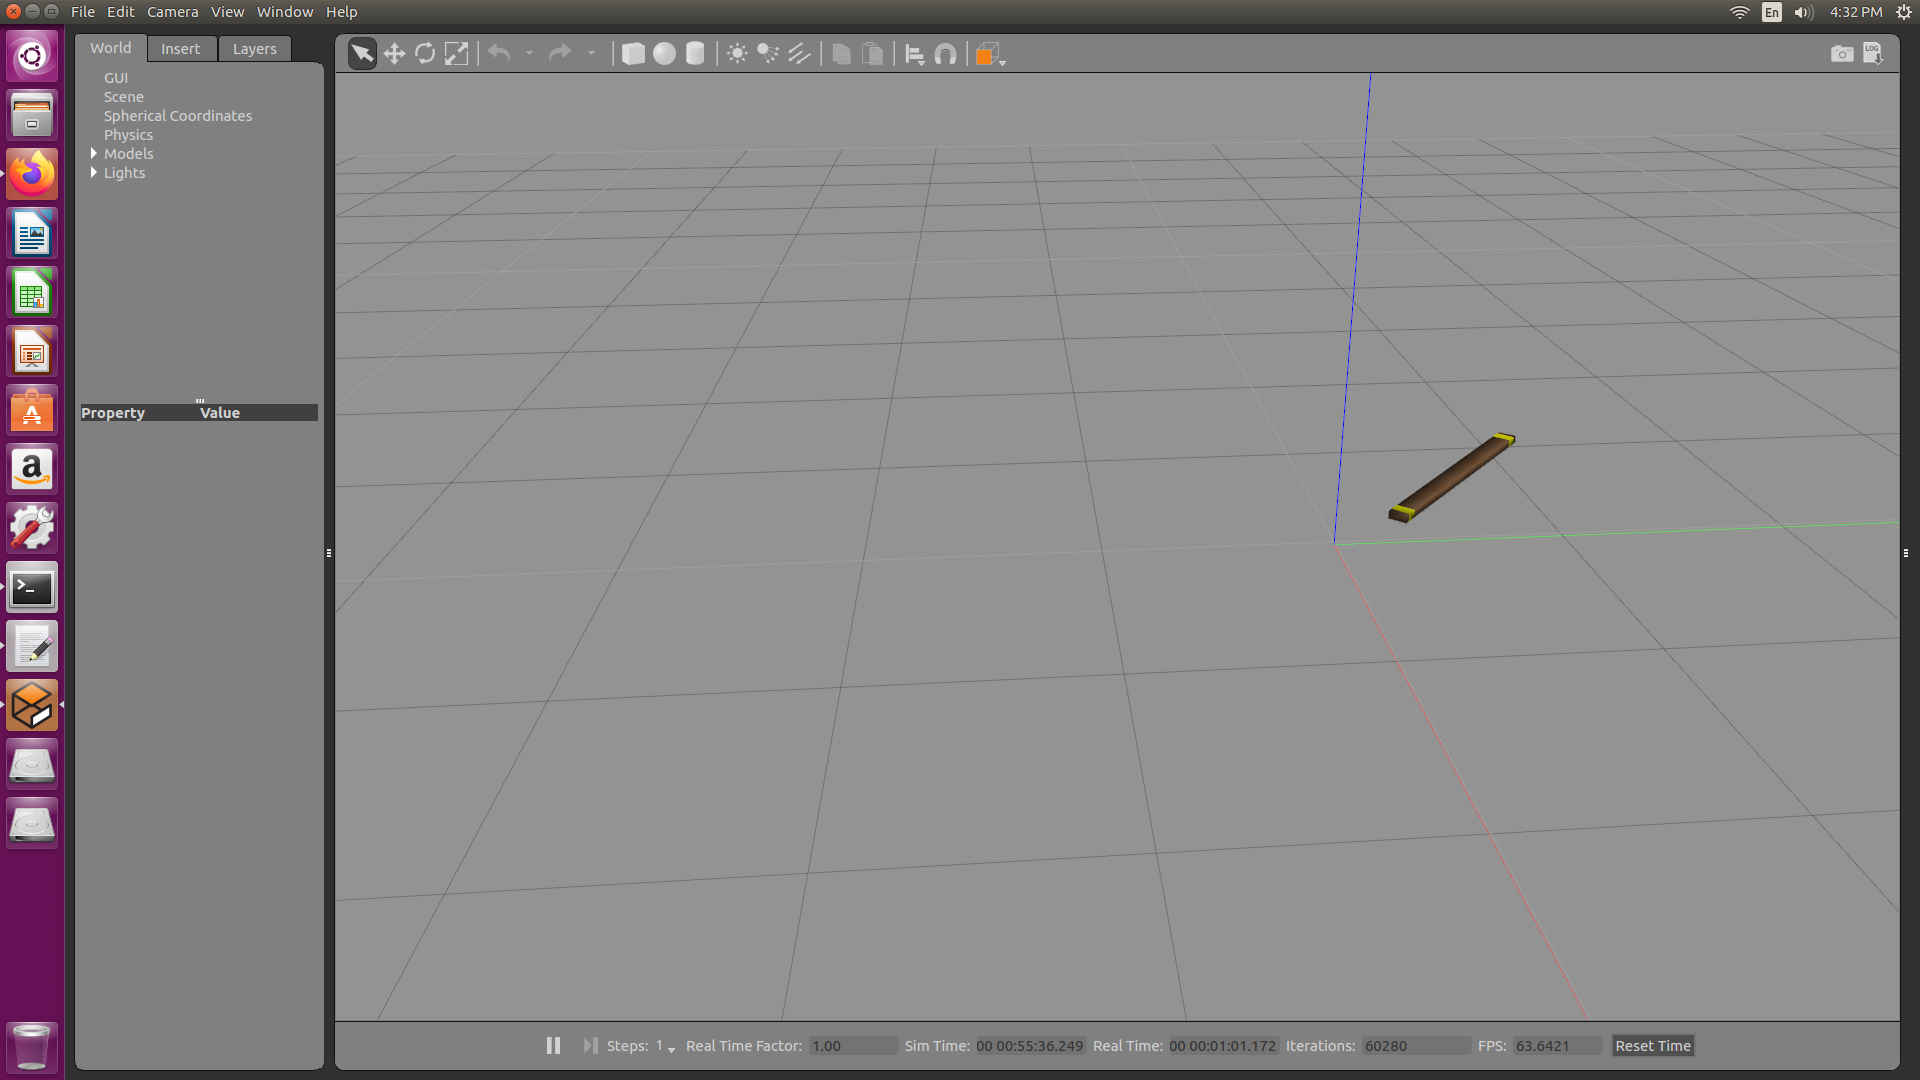 File Edit Camera View Window Help
En 4:32 PM
World Insert Layers
LOG
GUI
Scene
Spherical Coordinates
Physics
Models
Lights
Property Value
Steps: 1 Real Time Factor: 1.00 Sim Time: 00 00:55:36.249 Real Time: 00 00:01:01.172 Iterations: 60280 FPS: 63.6421 Reset Time